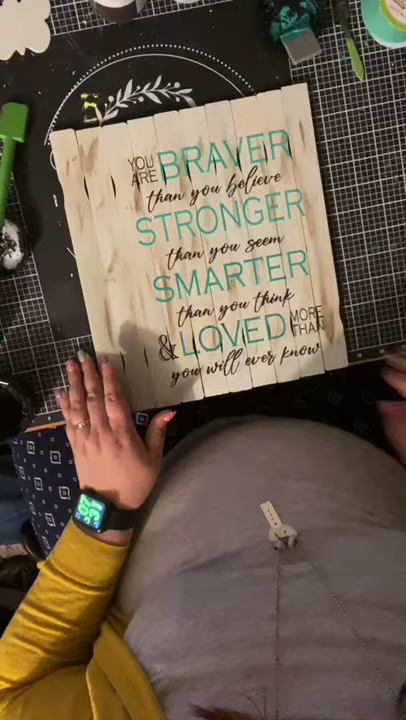 YOU ARE BRAVER
than you believe
STRONGER
than you seem
SMARTER
than you think
& LOVED MORE THAN
you will ever know